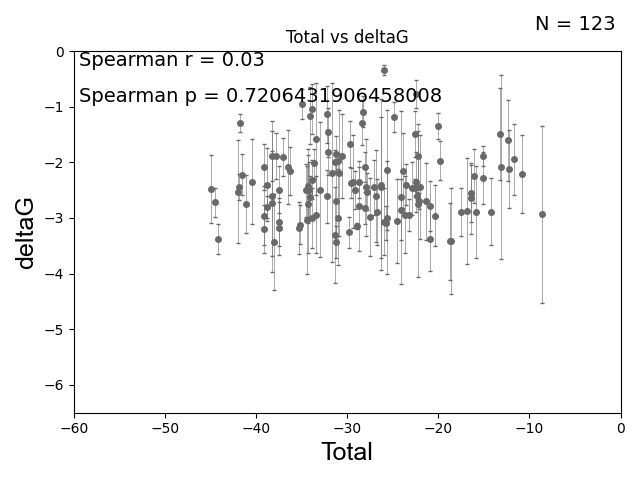 N = 123
Total vs deltaG
Spearman r = 0.03
Spearman p = 0.7206431906458008
0
−1
−2
−3
−4
−5
−6
deltaG
−60 −50 −40 −30 −20 −10 0
Total